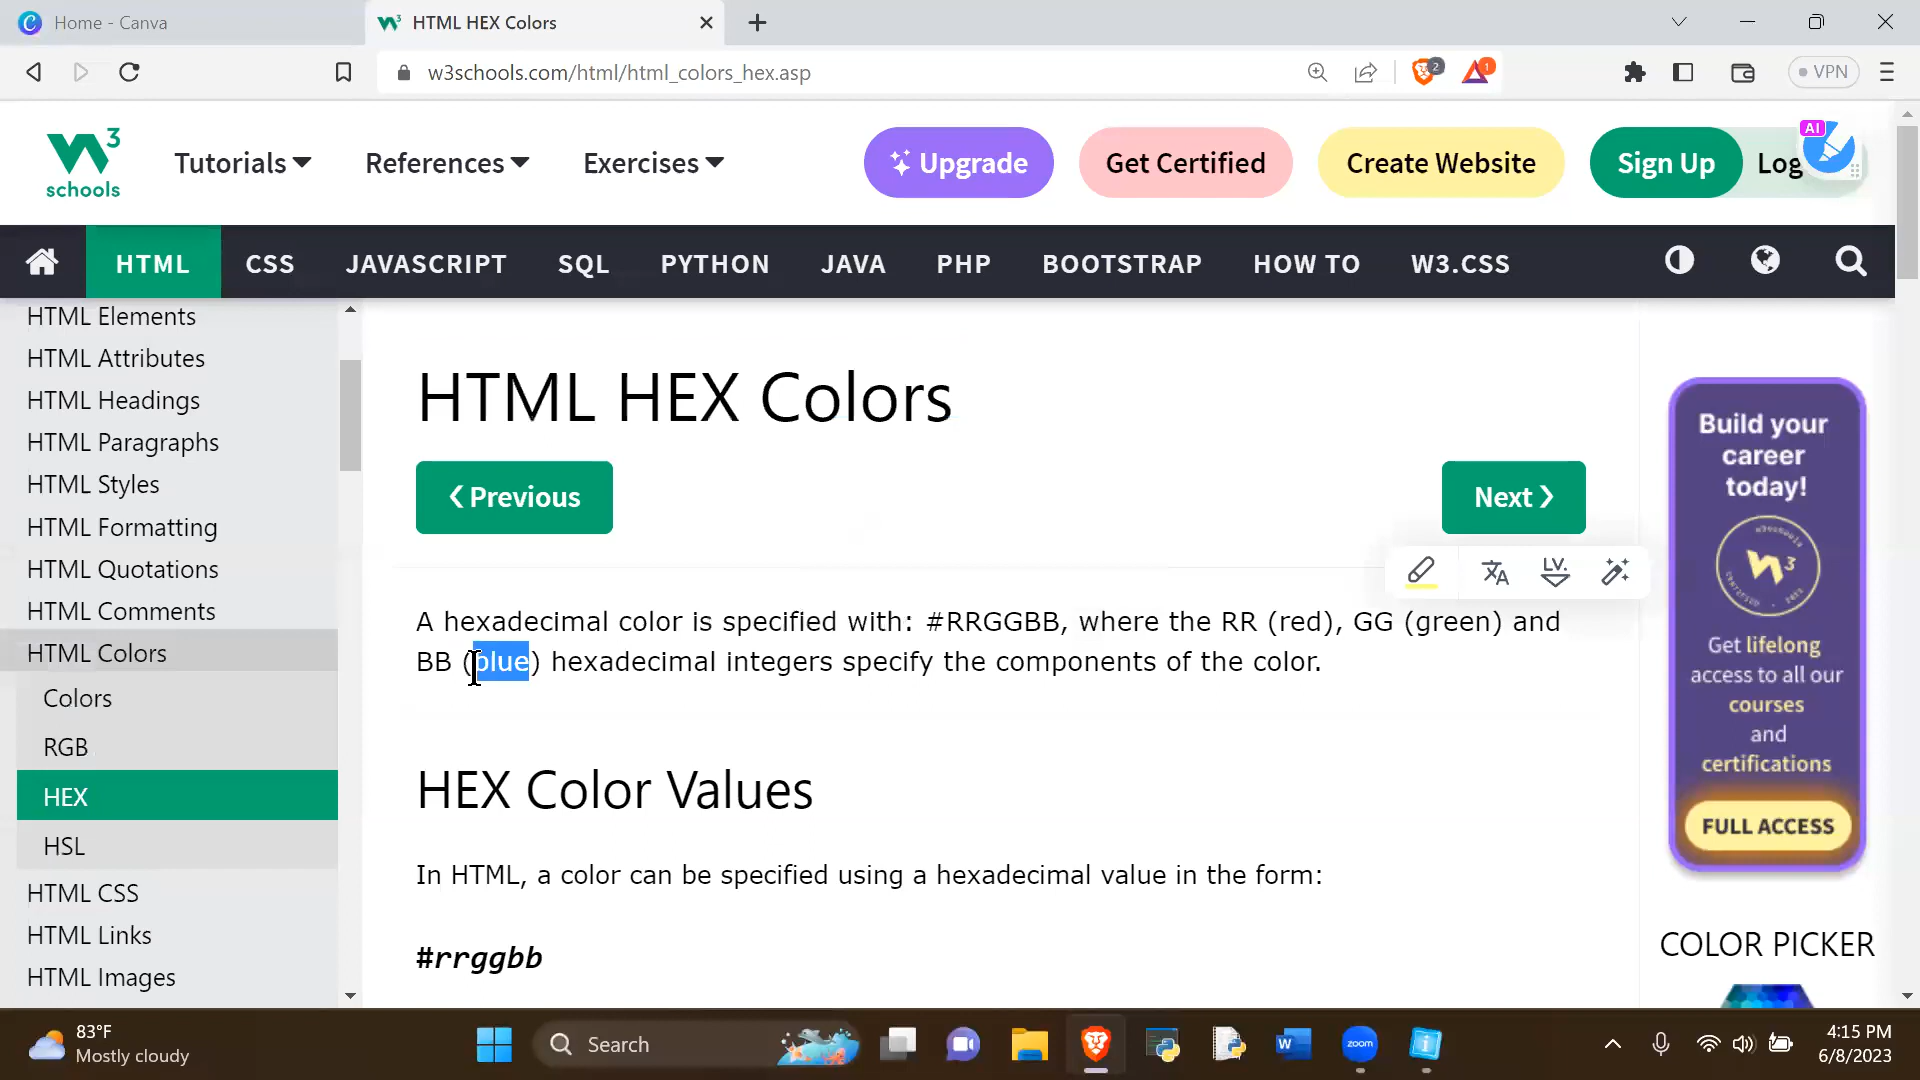 Home - Canva
HTML HEX Colors
w3schools.com/html/html_colors_hex.asp
2
1
VPN
W3 schools
Tutorials
References
Exercises
Upgrade
Get Certified
Create Website
Sign Up
Log
AI
HTML
CSS
JAVASCRIPT
SQL
PYTHON
JAVA
PHP
BOOTSTRAP
HOW TO
W3.CSS
HTML Elements
HTML Attributes
HTML Headings
HTML Paragraphs
HTML Styles
HTML Formatting
HTML Quotations
HTML Comments
HTML Colors
Colors
RGB
HEX
HSL
HTML CSS
HTML Links
HTML Images
HTML HEX Colors
❮ Previous
Next ❯
LV.
A hexadecimal color is specified with: #RRGGBB, where the RR (red), GG (green) and
BB (blue) hexadecimal integers specify the components of the color.
HEX Color Values
In HTML, a color can be specified using a hexadecimal value in the form:
#rrggbb
Build your
career
today!
W3
Get lifelong
access to all our
courses
and
certifications
FULL ACCESS
COLOR PICKER
83°F
Mostly cloudy
Search
zoom
4:15 PM
6/8/2023